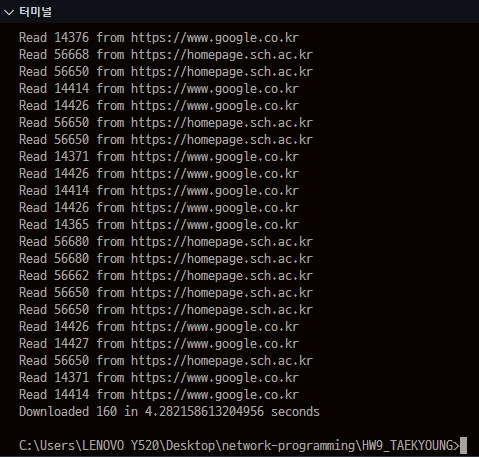 터미널
Read 14376 from https://www.google.co.kr
Read 56668 from https://homepage.sch.ac.kr
Read 56650 from https://homepage.sch.ac.kr
Read 14414 from https://www.google.co.kr
Read 14426 from https://www.google.co.kr
Read 56650 from https://homepage.sch.ac.kr
Read 56650 from https://homepage.sch.ac.kr
Read 14371 from https://www.google.co.kr
Read 14426 from https://www.google.co.kr
Read 14414 from https://www.google.co.kr
Read 14426 from https://www.google.co.kr
Read 14365 from https://www.google.co.kr
Read 56680 from https://homepage.sch.ac.kr
Read 56680 from https://homepage.sch.ac.kr
Read 56662 from https://homepage.sch.ac.kr
Read 56650 from https://homepage.sch.ac.kr
Read 56650 from https://homepage.sch.ac.kr
Read 14426 from https://www.google.co.kr
Read 14427 from https://www.google.co.kr
Read 56650 from https://homepage.sch.ac.kr
Read 14371 from https://www.google.co.kr
Read 14414 from https://www.google.co.kr
Downloaded 160 in 4.282158613204956 seconds
C:\Users\LENOVO Y520\Desktop\network-programming\HW9_TAEKYOUNG>